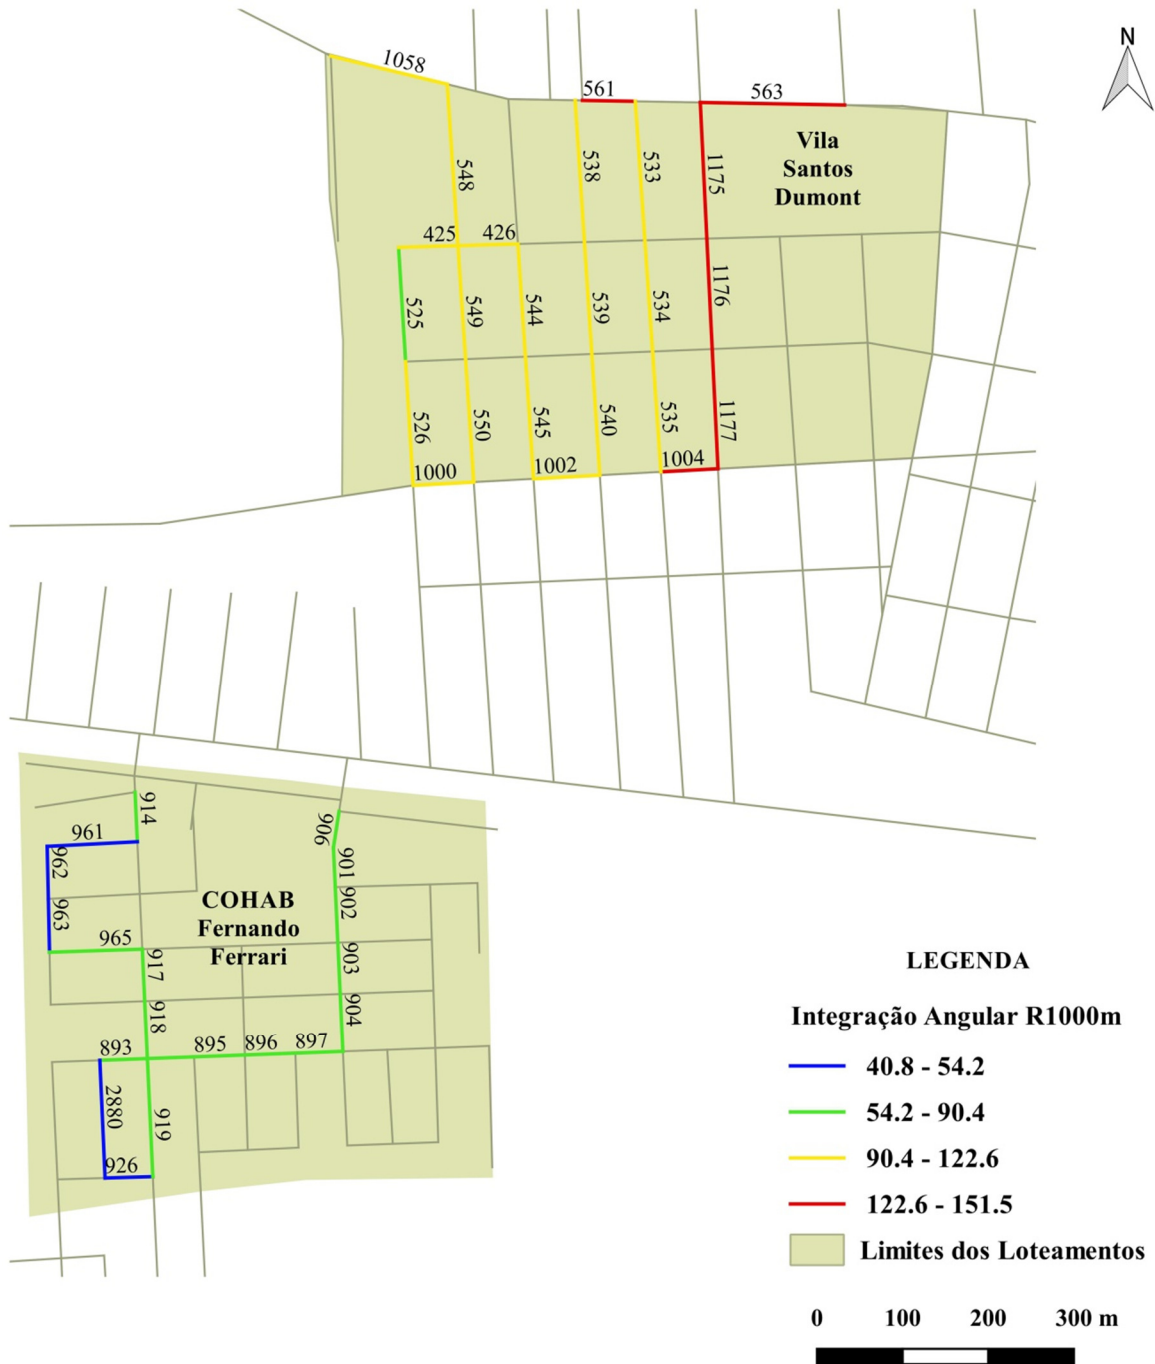 N
1058
561
563
Vila
Santos
Dumont
548
538
533
1175
425
426
525
549
544
539
534
1176
526
550
545
540
535
1177
1000
1002
1004
914
961
962
963
965
906
901
902
COHAB
Fernando
Ferrari
903
904
917
918
893
895
896
897
2880
919
926
LEGENDA
Integração Angular R1000m
40.8 - 54.2
54.2 - 90.4
90.4 - 122.6
122.6 - 151.5
Limites dos Loteamentos
0 100 200 300 m